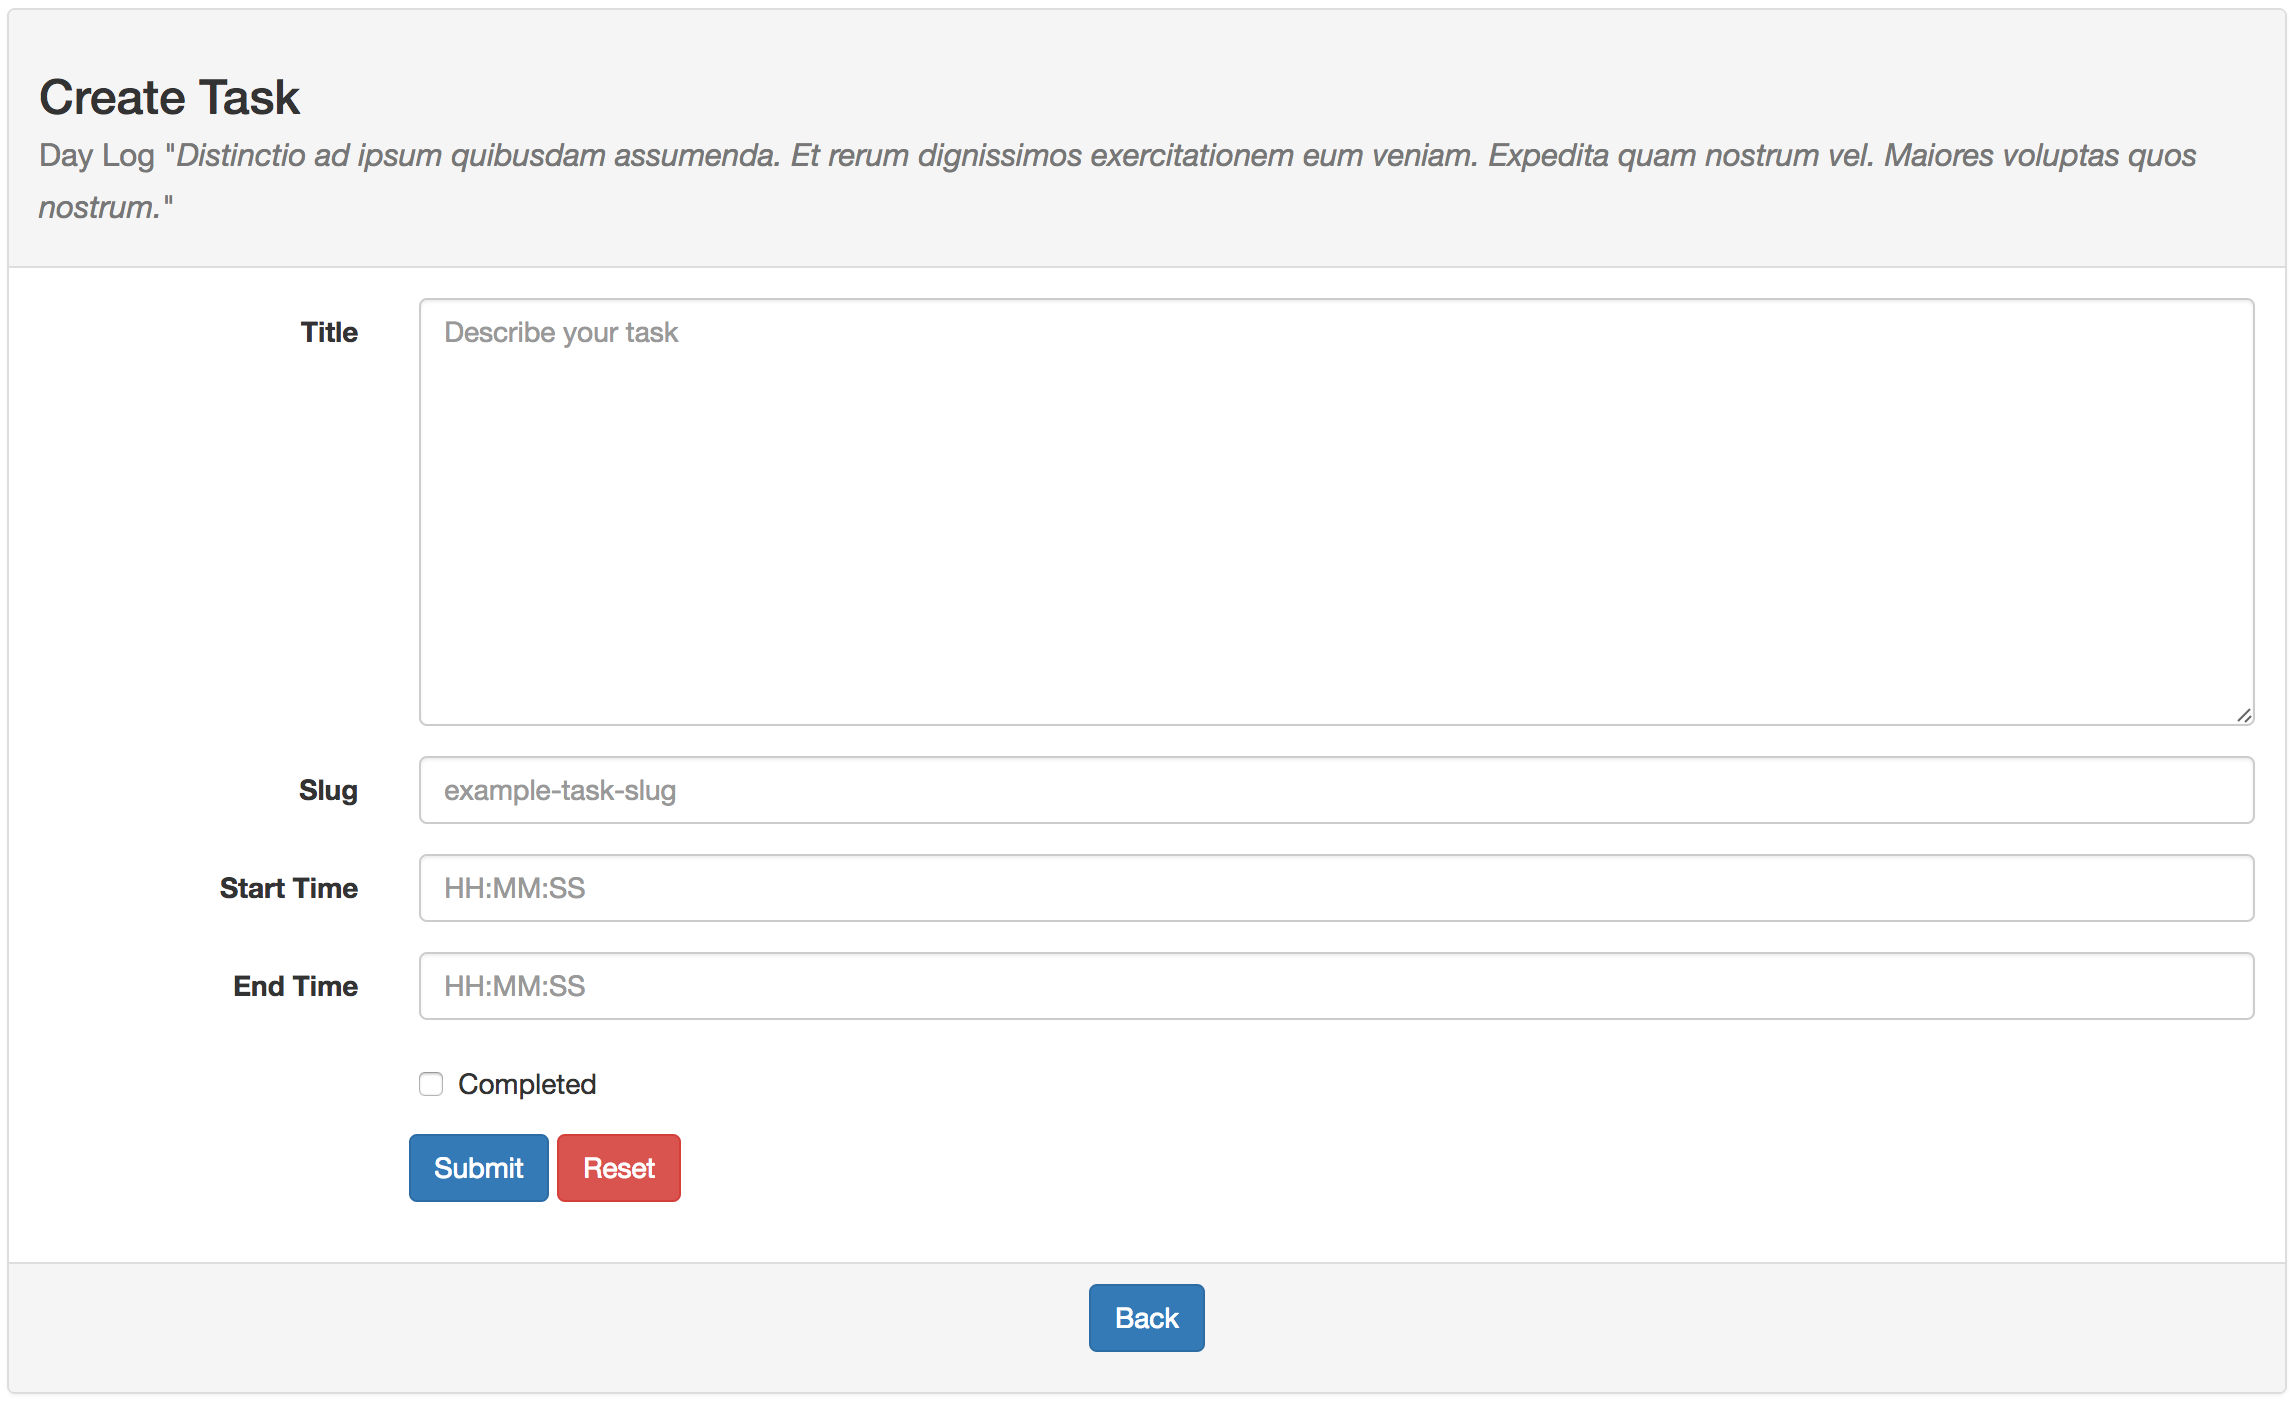 Create Task
Day Log "Distinctio ad ipsum quibusdam assumenda. Et rerum dignissimos exercitationem eum veniam. Expedita quam nostrum vel. Maiores voluptas quos
nostrum."
Title
Describe your task
Slug
example-task-slug
Start Time
HH:MM:SS
End Time
HH:MM:SS
Completed
Submit Reset
Back